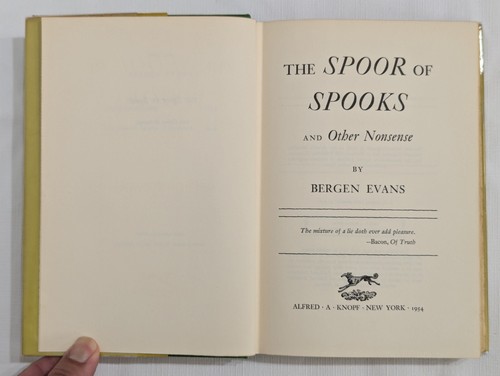 THE SPOOR OF
SPOOKS
AND Other Nonsense
BY
BERGEN EVANS
The mixture of a lie doth ever add pleasure.
—Bacon, Of Truth
ALFRED · A · KNOPF · NEW YORK · 1954